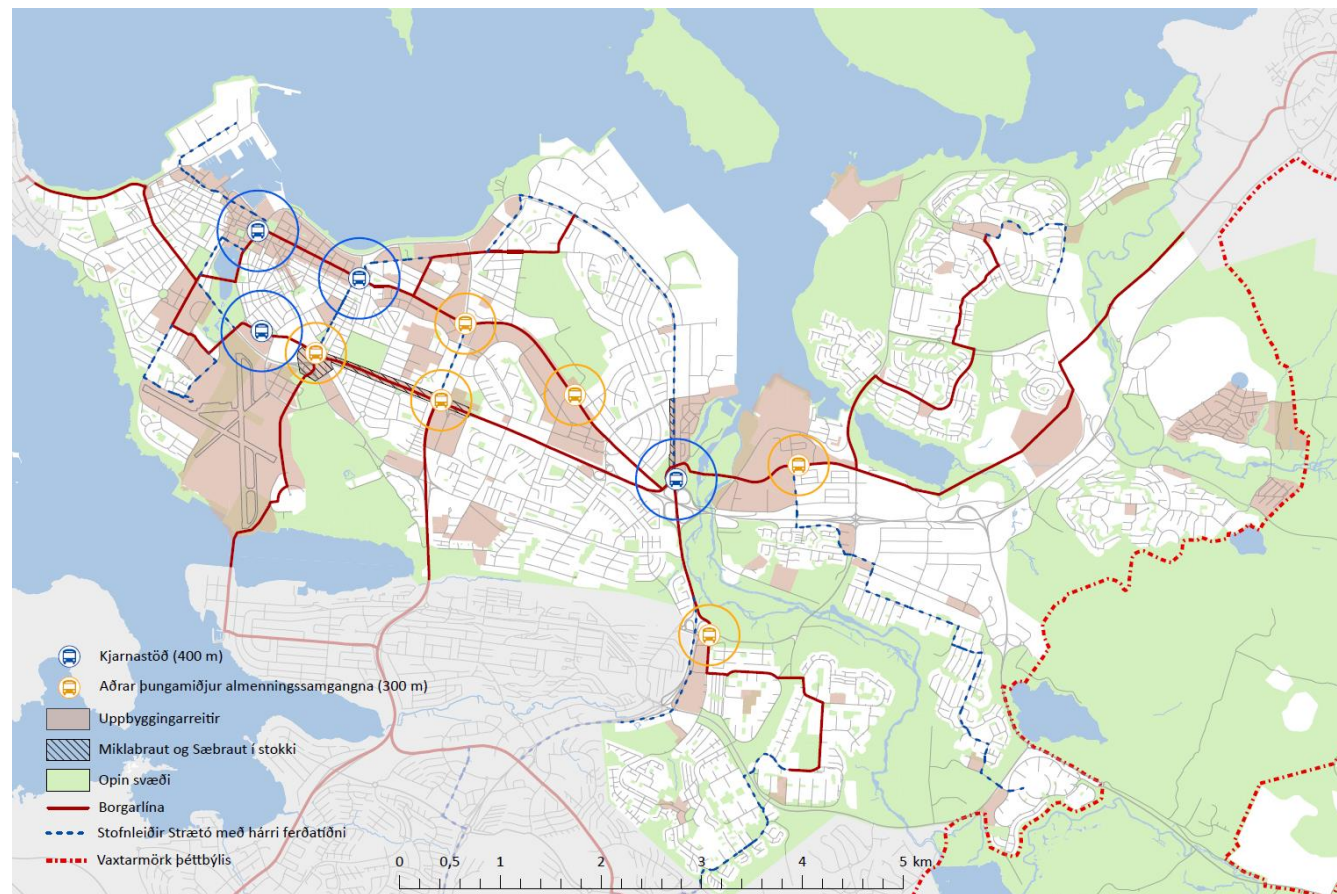 Kjarnastöð (400 m)
Aðrar þungamiðjur almenningssamgangna (300 m)
Uppbyggingarreitir
Miklabraut og Sæbraut í stokki
Opin svæði
Borgarlína
Stofnleiðir Strætó með hárri ferðatíðni
Vaxtarmörk þéttbýlis
0 0,5 1 2 3 4 5 km